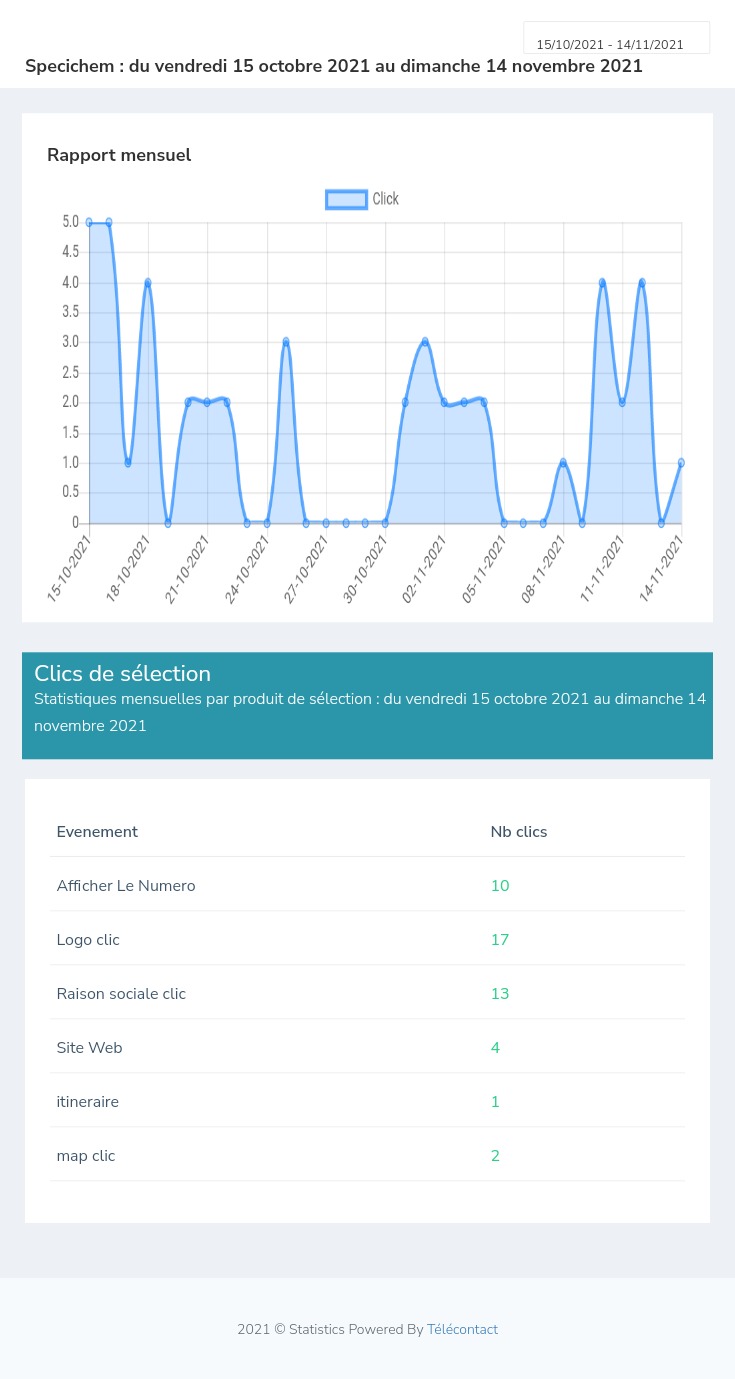 15/10/2021 - 14/11/2021
Specichem : du vendredi 15 octobre 2021 au dimanche 14 novembre 2021
Rapport mensuel
Click
5.0
4.5
4.0
3.5
3.0
2.5
2.0
1.5
1.0
0.5
0
15-10-2021
18-10-2021
21-10-2021
24-10-2021
27-10-2021
30-10-2021
02-11-2021
05-11-2021
08-11-2021
11-11-2021
14-11-2021
Clics de sélection
Statistiques mensuelles par produit de sélection : du vendredi 15 octobre 2021 au dimanche 14
novembre 2021
Evenement Nb clics
Afficher Le Numero 10
Logo clic 17
Raison sociale clic 13
Site Web 4
itineraire 1
map clic 2
2021 © Statistics Powered By Télécontact